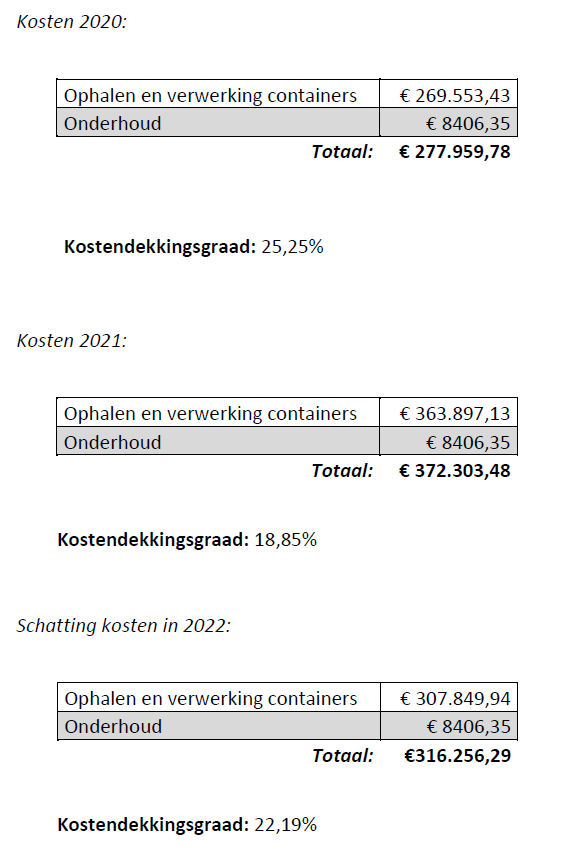 Kosten 2020:
Ophalen en verwerking containers € 269.553,43
Onderhoud € 8406,35
Totaal: € 277.959,78
Kostendekkingsgraad: 25,25%
Kosten 2021:
Ophalen en verwerking containers € 363.897,13
Onderhoud € 8406,35
Totaal: € 372.303,48
Kostendekkingsgraad: 18,85%
Schatting kosten in 2022:
Ophalen en verwerking containers € 307.849,94
Onderhoud € 8406,35
Totaal: €316.256,29
Kostendekkingsgraad: 22,19%